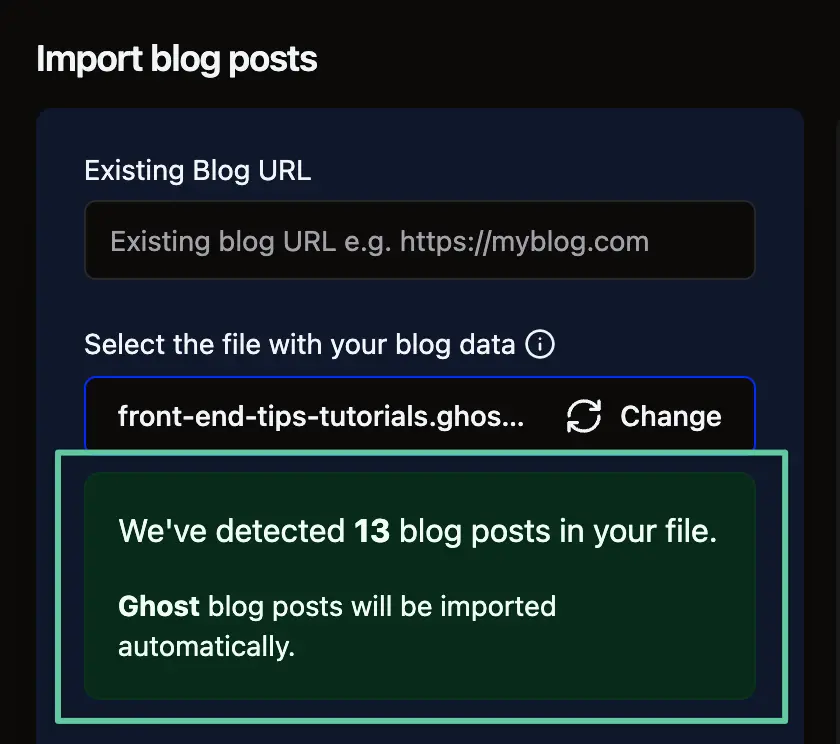 Import blog posts
Existing Blog URL
Existing blog URL e.g. https://myblog.com
Select the file with your blog data
front-end-tips-tutorials.ghos... Change
We've detected 13 blog posts in your file.
Ghost blog posts will be imported
automatically.